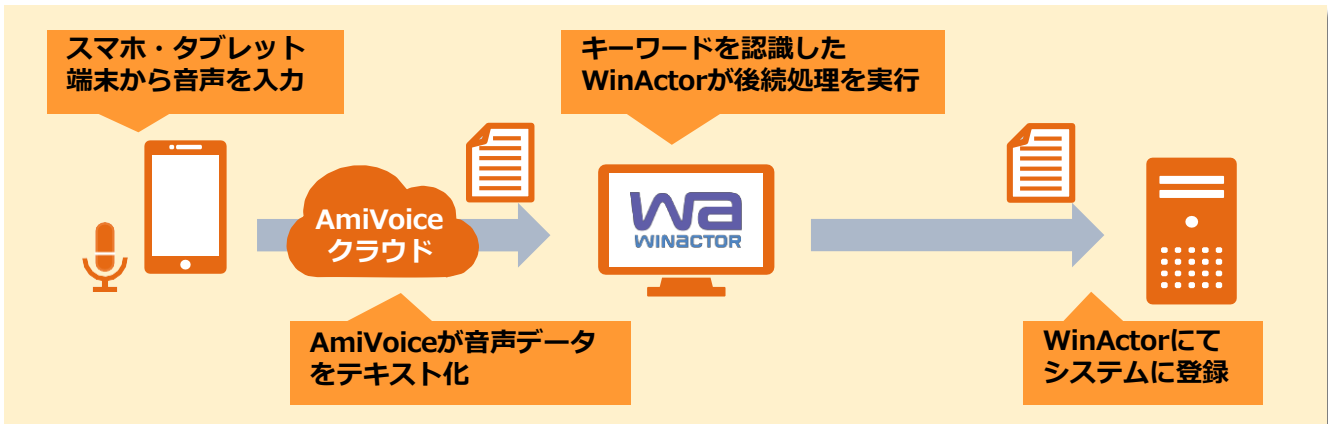 スマホ・タブレット
端末から音声を入力
キーワードを認識した
WinActorが後続処理を実行
AmiVoice
クラウド
wa
WINaCTOR
AmiVoiceが音声データ
をテキスト化
WinActorにて
システムに登録